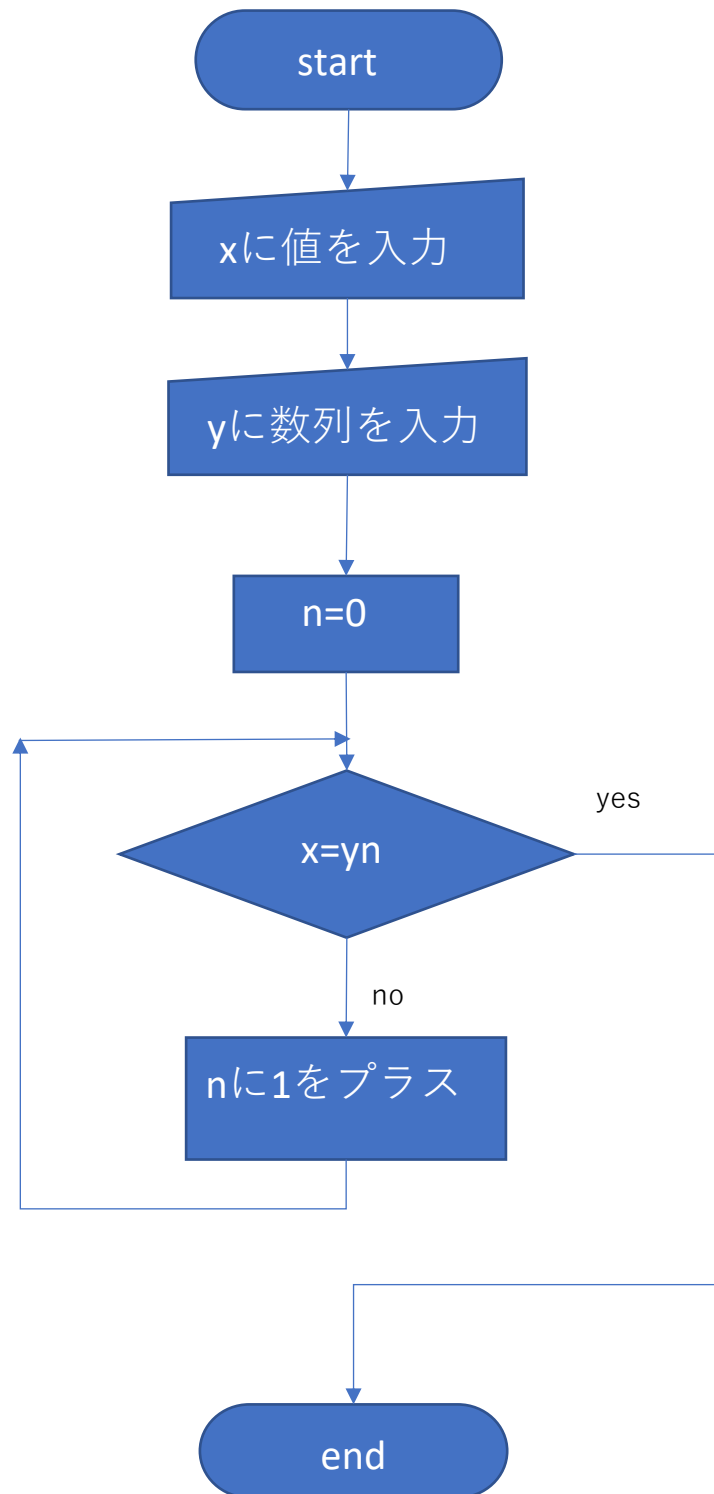 start
xに値を入力
yに数列を入力
n=0
x=yn
yes
no
nに1をプラス
end